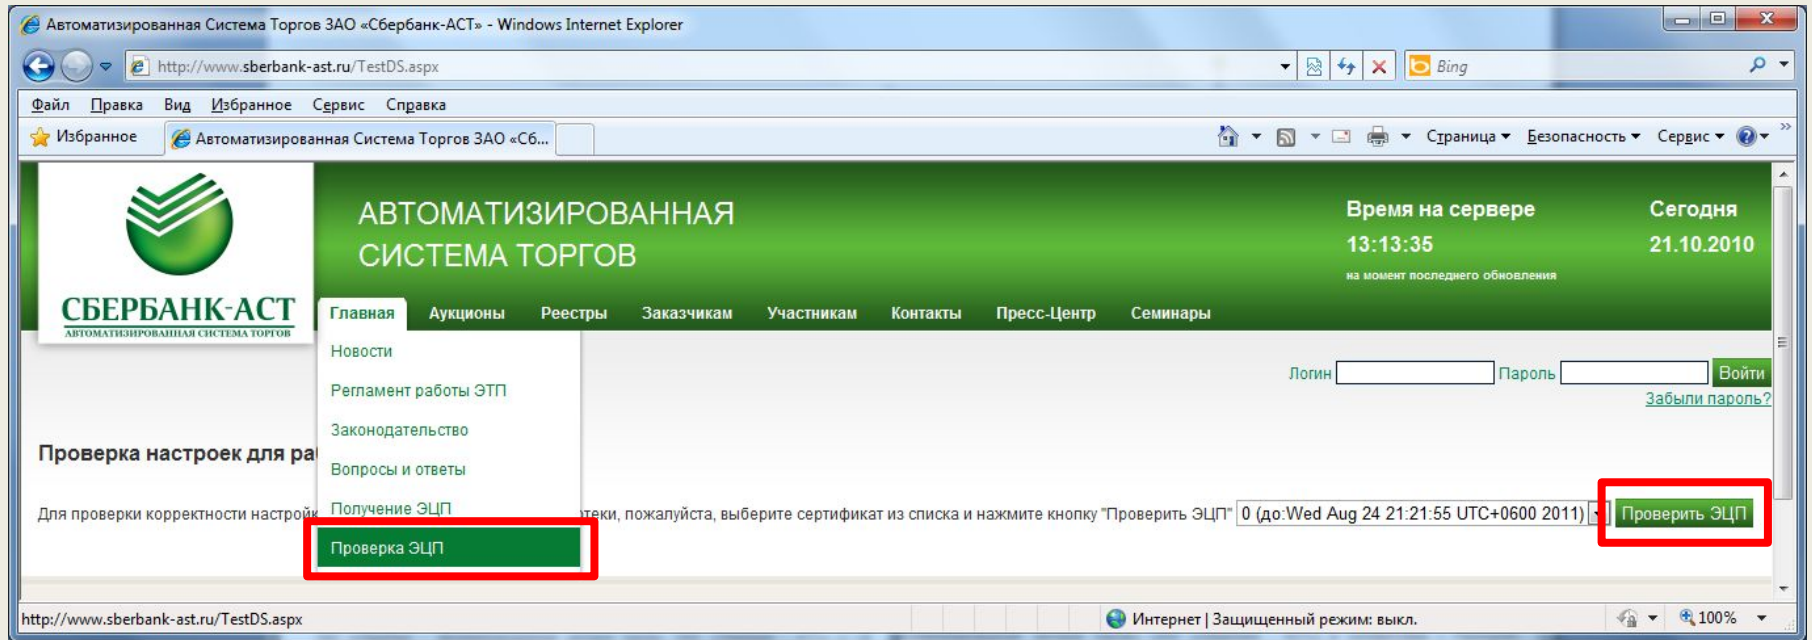 Автоматизированная Система Торгов ЗАО «Сбербанк-АСТ» - Windows Internet Explorer
http://www.sberbank-ast.ru/TestDS.aspx
Bing
Файл Правка Вид Избранное Сервис Справка
Избранное
Автоматизированная Система Торгов ЗАО «Сб...
Страница Безопасность Сервис
АВТОМАТИЗИРОВАННАЯ
СИСТЕМА ТОРГОВ
Время на сервере
13:13:35
на момент последнего обновления
Сегодня
21.10.2010
СБЕРБАНК-АСТ
АВТОМАТИЗИРОВАННАЯ СИСТЕМА ТОРГОВ
Главная Аукционы Реестры Заказчикам Участникам Контакты Пресс-Центр Семинары
Новости
Регламент работы ЭТП
Законодательство
Вопросы и ответы
Получение ЭЦП
Проверка ЭЦП
Логин Пароль Войти
Забыли пароль?
Проверка настроек для ра
Для проверки корректности настройк отеки, пожалуйста, выберите сертификат из списка и нажмите кнопку "Проверить ЭЦП" 0 (до:Wed Aug 24 21:21:55 UTC+0600 2011) Проверить ЭЦП
http://www.sberbank-ast.ru/TestDS.aspx
Интернет | Защищенный режим: выкл.
100%